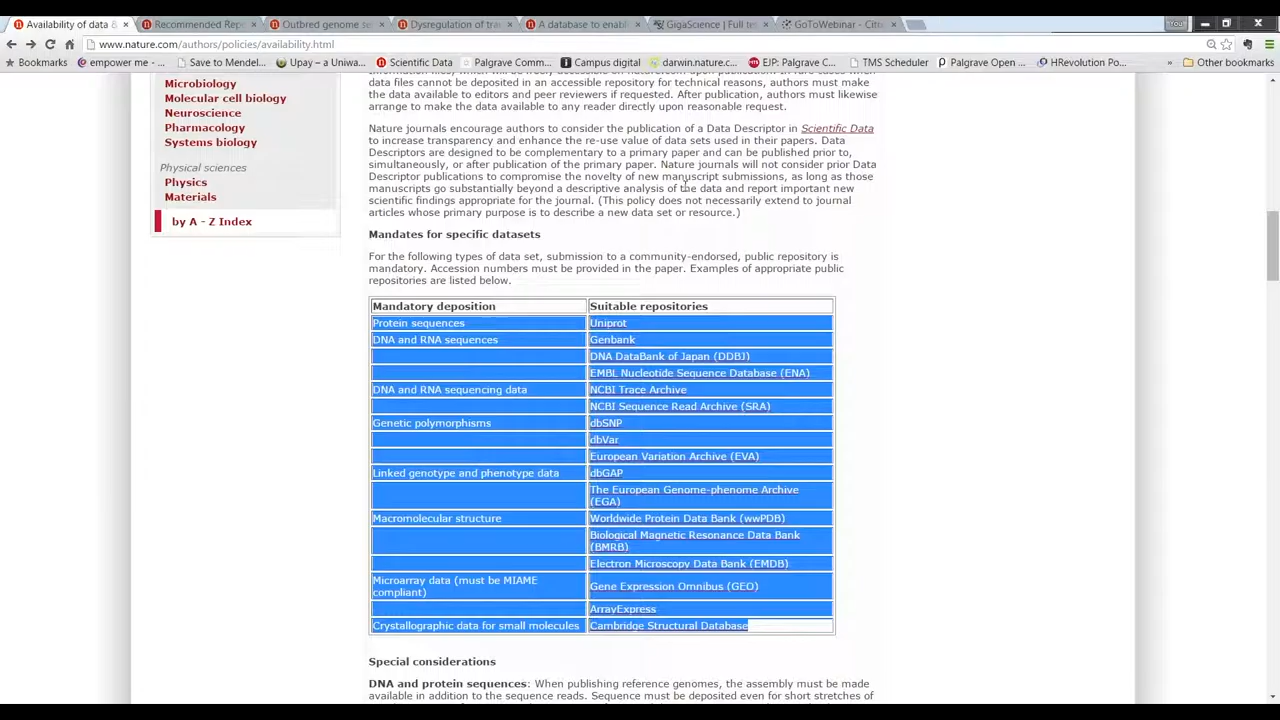 Availability of data &
Recommended Rep
Outbred genome se
Dysregulation of tra
A database to enabl
GigaScience | Full te
GoToWebinar - Citr
You
www.nature.com/authors/policies/availability.html
Bookmarks
empower me - ...
Save to Mendel...
Upay – a Uniwa...
Scientific Data
Palgrave Comm...
Campus digital
darwin.nature.c...
EJP: Palgrave C...
TMS Scheduler
Palgrave Open ...
HRevolution Po...
»
Other bookmarks
Microbiology
Molecular cell biology
Neuroscience
Pharmacology
Systems biology
Physical sciences
Physics
Materials
by A - Z Index
data files cannot be deposited in an accessible repository for technical reasons, authors must make
the data available to editors and peer reviewers if requested. After publication, authors must likewise
arrange to make the data available to any reader directly upon reasonable request.
Nature journals encourage authors to consider the publication of a Data Descriptor in Scientific Data
to increase transparency and enhance the re-use value of data sets used in their papers. Data
Descriptors are designed to be complementary to a primary paper and can be published prior to,
simultaneously, or after publication of the primary paper. Nature journals will not consider prior Data
Descriptor publications to compromise the novelty of new manuscript submissions, as long as those
manuscripts go substantially beyond a descriptive analysis of the data and report important new
scientific findings appropriate for the journal. (This policy does not necessarily extend to journal
articles whose primary purpose is to describe a new data set or resource.)
Mandates for specific datasets
For the following types of data set, submission to a community-endorsed, public repository is
mandatory. Accession numbers must be provided in the paper. Examples of appropriate public
repositories are listed below.
Mandatory deposition Suitable repositories
Protein sequences Uniprot
DNA and RNA sequences Genbank
DNA DataBank of Japan (DDBJ)
EMBL Nucleotide Sequence Database (ENA)
DNA and RNA sequencing data NCBI Trace Archive
NCBI Sequence Read Archive (SRA)
Genetic polymorphisms dbSNP
dbVar
European Variation Archive (EVA)
Linked genotype and phenotype data dbGAP
The European Genome-phenome Archive
(EGA)
Macromolecular structure Worldwide Protein Data Bank (wwPDB)
Biological Magnetic Resonance Data Bank
(BMRB)
Electron Microscopy Data Bank (EMDB)
Microarray data (must be MIAME
compliant) Gene Expression Omnibus (GEO)
ArrayExpress
Crystallographic data for small molecules Cambridge Structural Database
Special considerations
DNA and protein sequences: When publishing reference genomes, the assembly must be made
available in addition to the sequence reads. Sequence must be deposited even for short stretches of